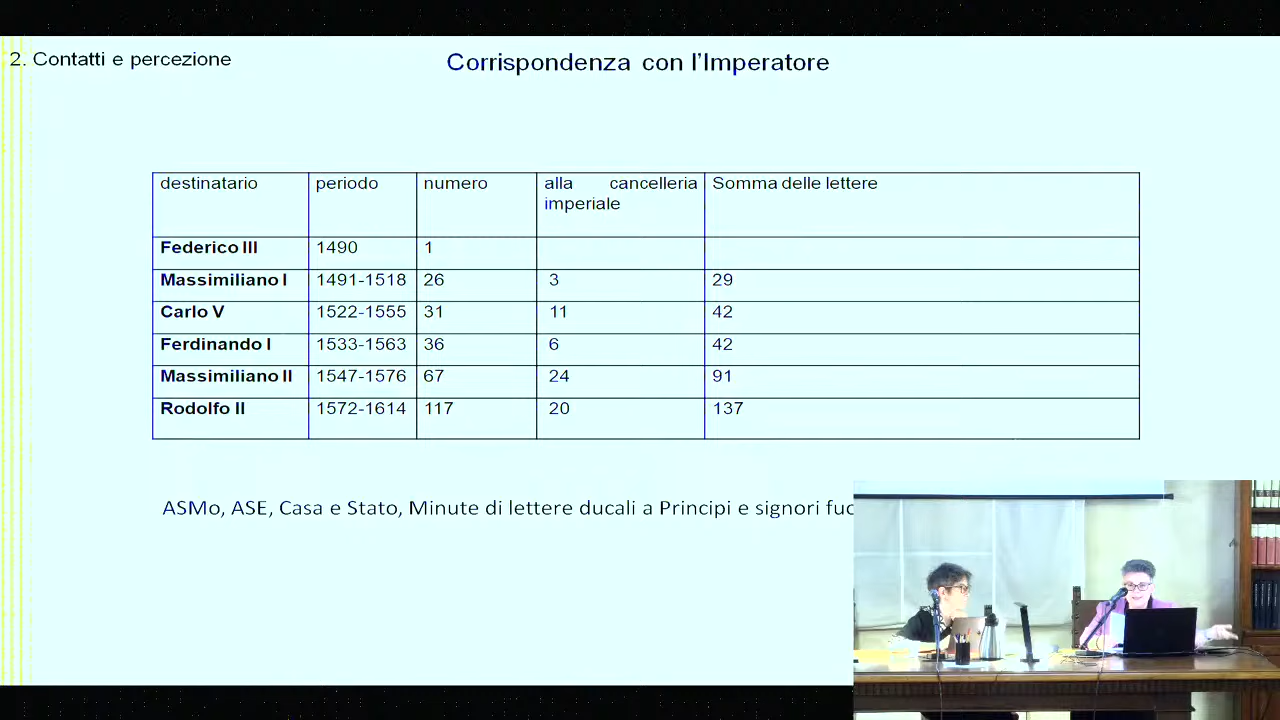 2. Contatti e percezione
Corrispondenza con l'Imperatore
destinatario periodo numero alla cancelleria imperiale Somma delle lettere
Federico III 1490 1
Massimiliano I 1491-1518 26 3 29
Carlo V 1522-1555 31 11 42
Ferdinando I 1533-1563 36 6 42
Massimiliano II 1547-1576 67 24 91
Rodolfo II 1572-1614 117 20 137
ASMo, ASE, Casa e Stato, Minute di lettere ducali a Principi e signori